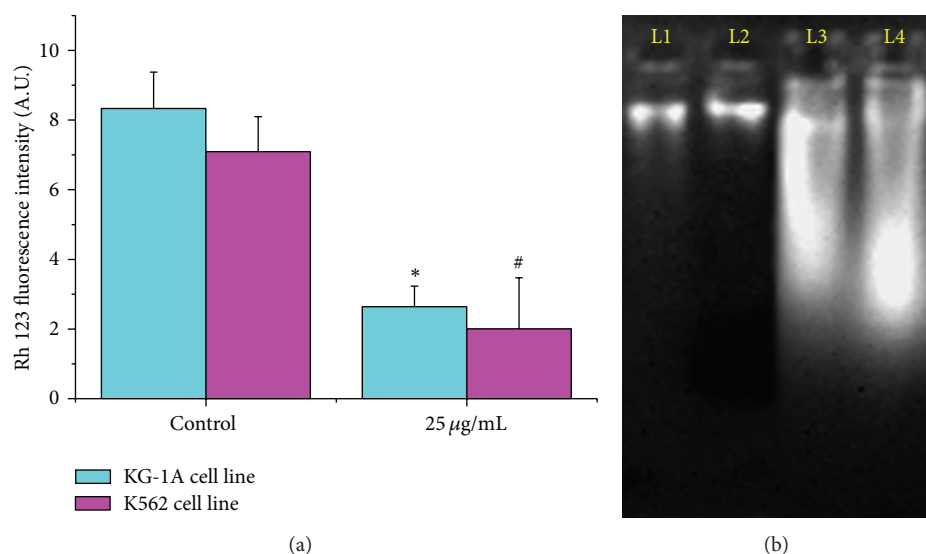 10
8
6
4
2
0
Rh 123 fluorescence intensity (A.U.)
*
#
Control
25 μg/mL
KG-1A cell line
K562 cell line
(a)
L1 L2 L3 L4
(b)